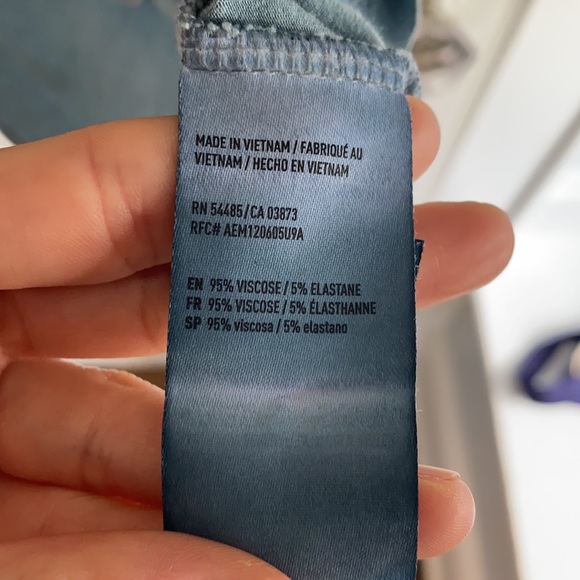 MADE IN VIETNAM / FABRIQUÉ AU
VIETNAM / HECHO EN VIETNAM
RN 54485/CA 03873
RFC# AEM120605U9A
EN 95% VISCOSE / 5% ELASTANE
FR 95% VISCOSE / 5% ÉLASTHANNE
SP 95% viscosa / 5% elastano